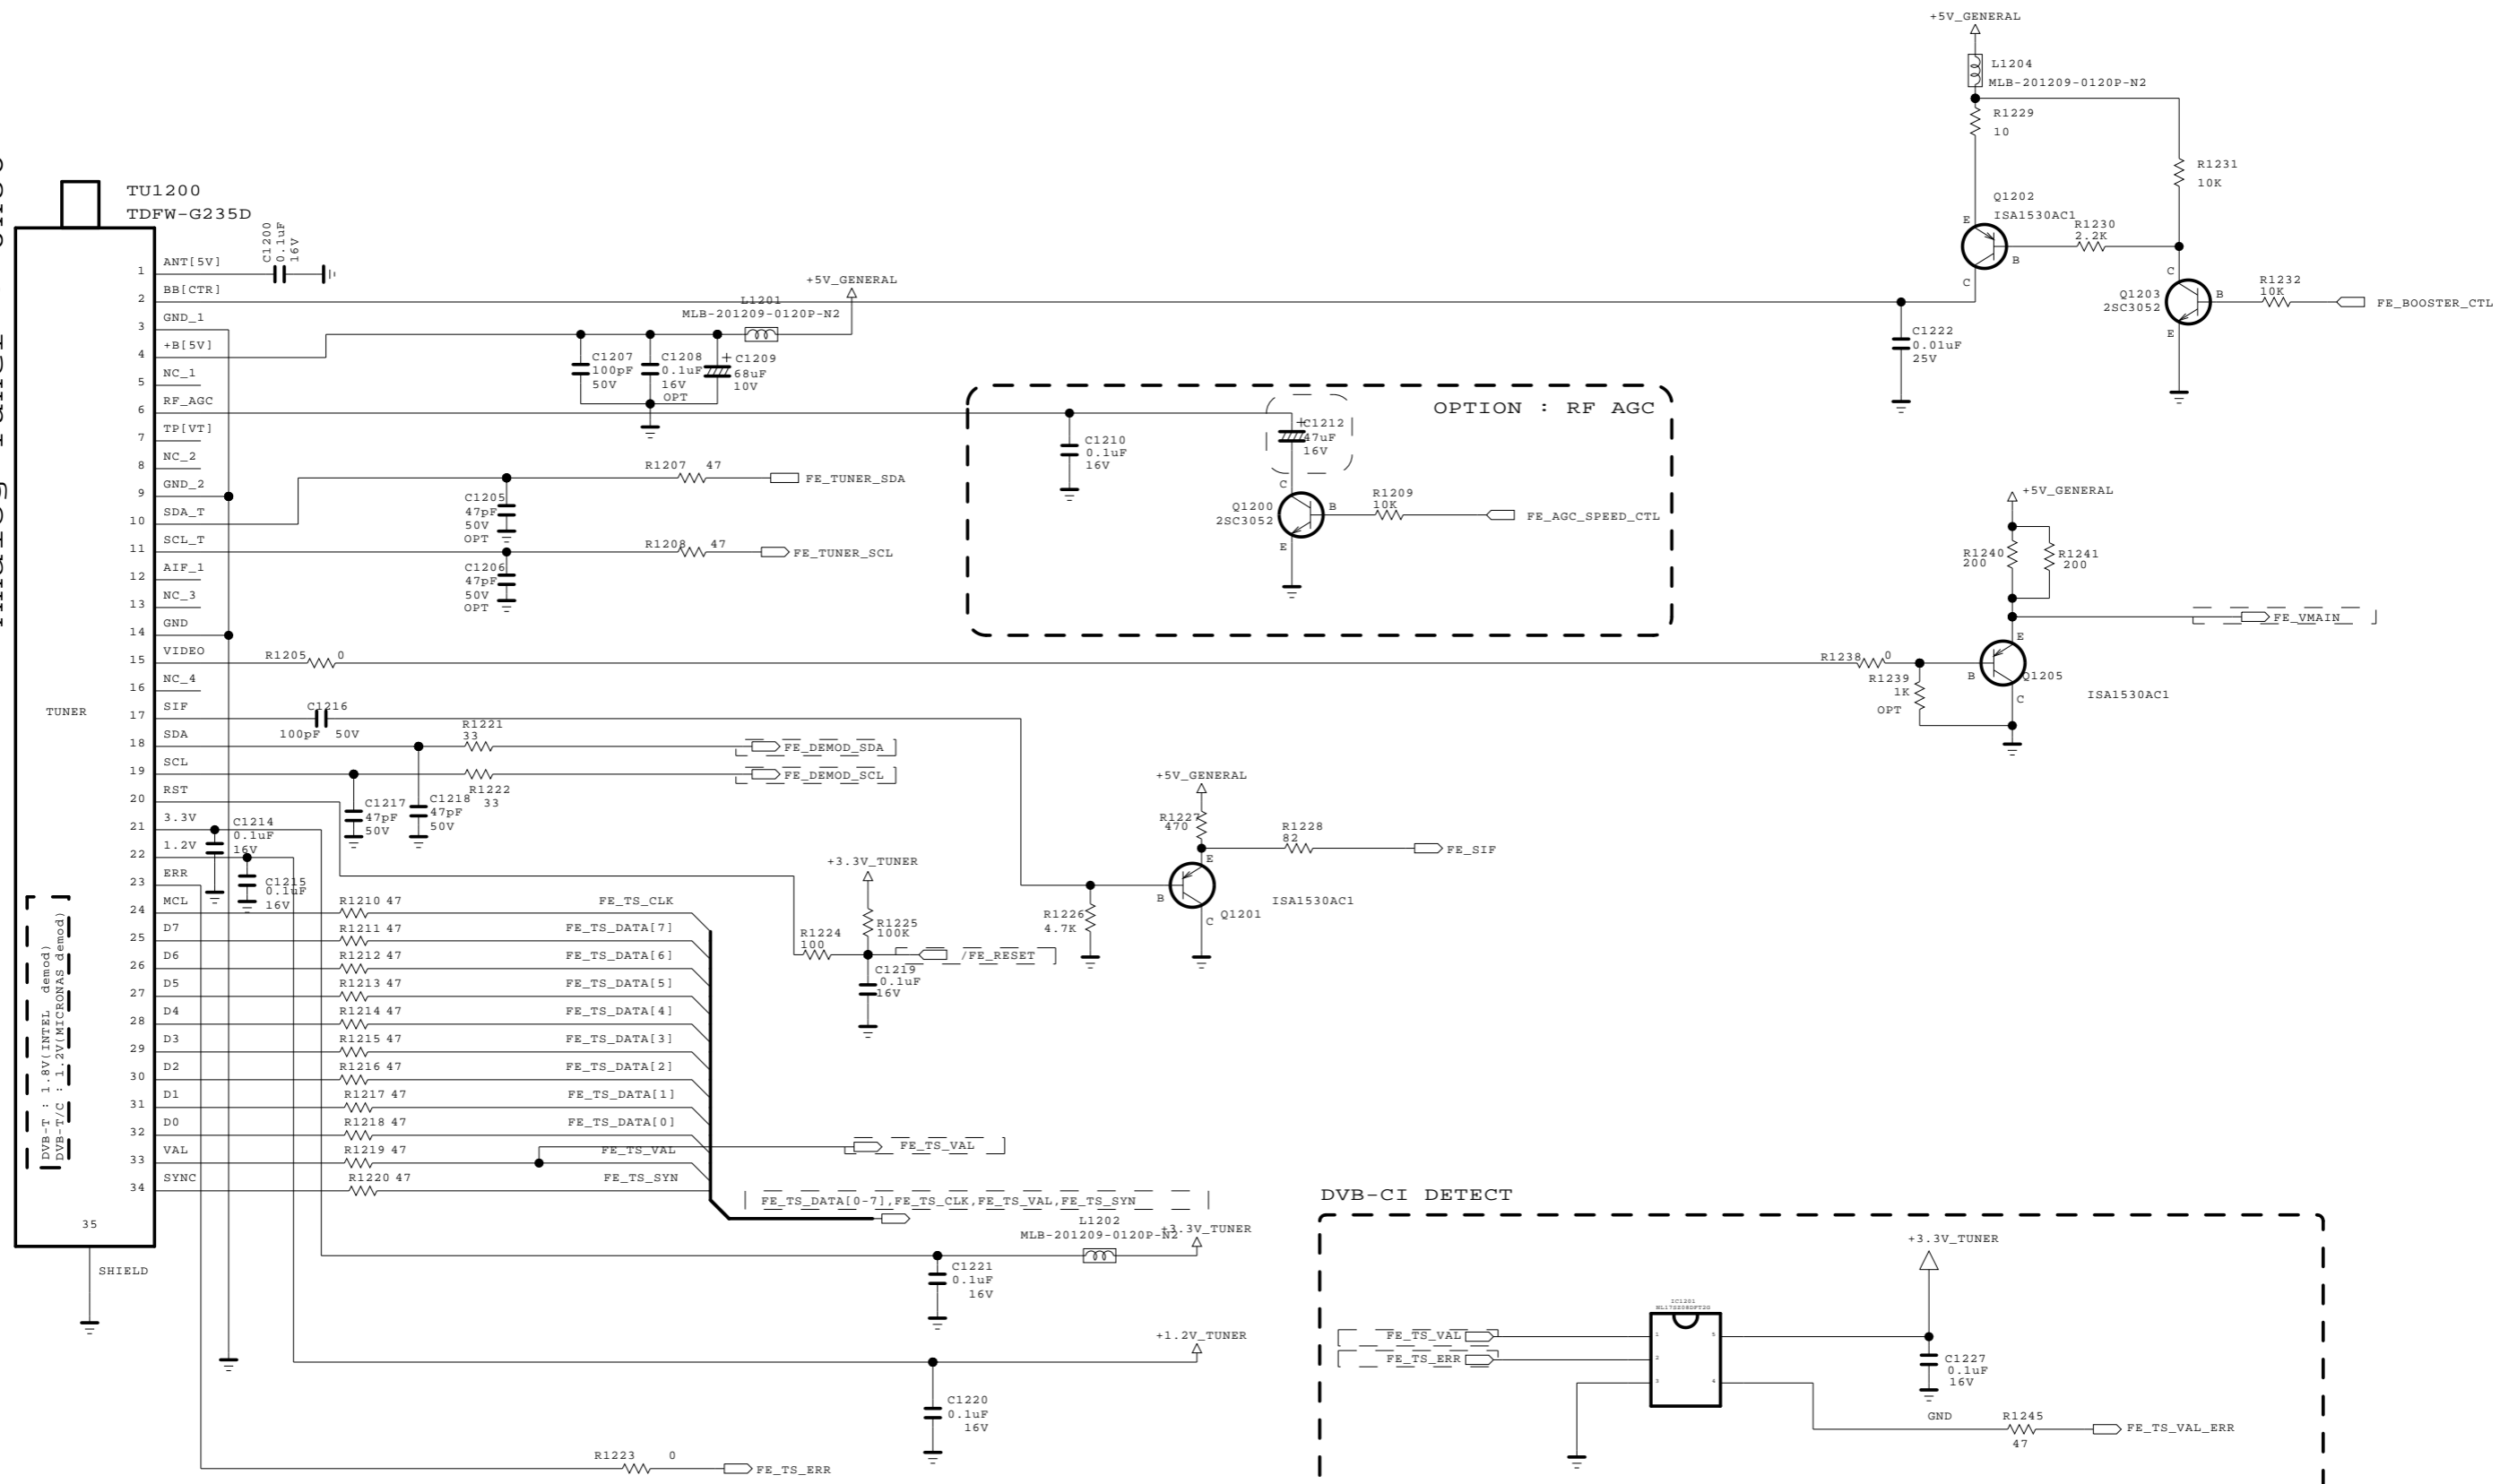 +5V_GENERAL
L1204
MLB-201209-0120P-N2
R1229
10
R1231
10K
Q1202
ISA1530AC1
E
B
C
R1230
2.2K
C
Q1203
2SC3052
B
E
R1232
10K
FE_BOOSTER_CTL
C1222
0.01uF
25V
TU1200
TDFW-G235D
C1200
0.1uF
16V
1 ANT[5V]
2 BB[CTR]
3 GND_1
4 +B[5V]
5 NC_1
6 RF_AGC
7 TP[VT]
8 NC_2
9 GND_2
10 SDA_T
11 SCL_T
12 AIF_1
13 NC_3
14 GND
15 VIDEO
16 NC_4
17 SIF
18 SDA
19 SCL
20 RST
21 3.3V
22 1.2V
23 ERR
24 MCL
25 D7
26 D6
27 D5
28 D4
29 D3
30 D2
31 D1
32 D0
33 VAL
34 SYNC
35
SHIELD
TUNER
DVB-T : 1.8V(INTEL demod)
DVB-T/C : 1.2V(MICRONAS demod)
+5V_GENERAL
L1201
MLB-201209-0120P-N2
C1207
100pF
50V
C1208
0.1uF
16V
OPT
+
C1209
68uF
10V
OPTION : RF AGC
C1210
0.1uF
16V
+
C1212
47uF
16V
C
Q1200
2SC3052
B
E
R1209
10K
FE_AGC_SPEED_CTL
R1207 47
FE_TUNER_SDA
C1205
47pF
50V
OPT
R1208 47
FE_TUNER_SCL
C1206
47pF
50V
OPT
+5V_GENERAL
R1240
200
R1241
200
FE_VMAIN
R1205 0
R1238 0
R1239
1K
OPT
E
B
C
Q1205
ISA1530AC1
C1216
100pF 50V
R1221
33
FE_DEMOD_SDA
R1222
33
FE_DEMOD_SCL
C1217
47pF
50V
C1218
47pF
50V
C1214
0.1uF
16V
C1215
0.1uF
16V
+5V_GENERAL
R1227
470
R1228
82
FE_SIF
E
B
C
Q1201
ISA1530AC1
R1226
4.7K
+3.3V_TUNER
R1225
100K
R1224
100
/FE_RESET
C1219
0.1uF
16V
R1210 47 FE_TS_CLK
R1211 47 FE_TS_DATA[7]
R1212 47 FE_TS_DATA[6]
R1213 47 FE_TS_DATA[5]
R1214 47 FE_TS_DATA[4]
R1215 47 FE_TS_DATA[3]
R1216 47 FE_TS_DATA[2]
R1217 47 FE_TS_DATA[1]
R1218 47 FE_TS_DATA[0]
R1219 47 FE_TS_VAL
R1220 47 FE_TS_SYN
FE_TS_VAL
FE_TS_DATA[0-7],FE_TS_CLK,FE_TS_VAL,FE_TS_SYN
L1202
MLB-201209-0120P-N2
+3.3V_TUNER
C1221
0.1uF
16V
+1.2V_TUNER
C1220
0.1uF
16V
R1223 0
FE_TS_ERR
DVB-CI DETECT
+3.3V_TUNER
IC1201
FE_TS_VAL
FE_TS_ERR
1
2
3
5
4
C1227
0.1uF
16V
GND
R1245
47
FE_TS_VAL_ERR